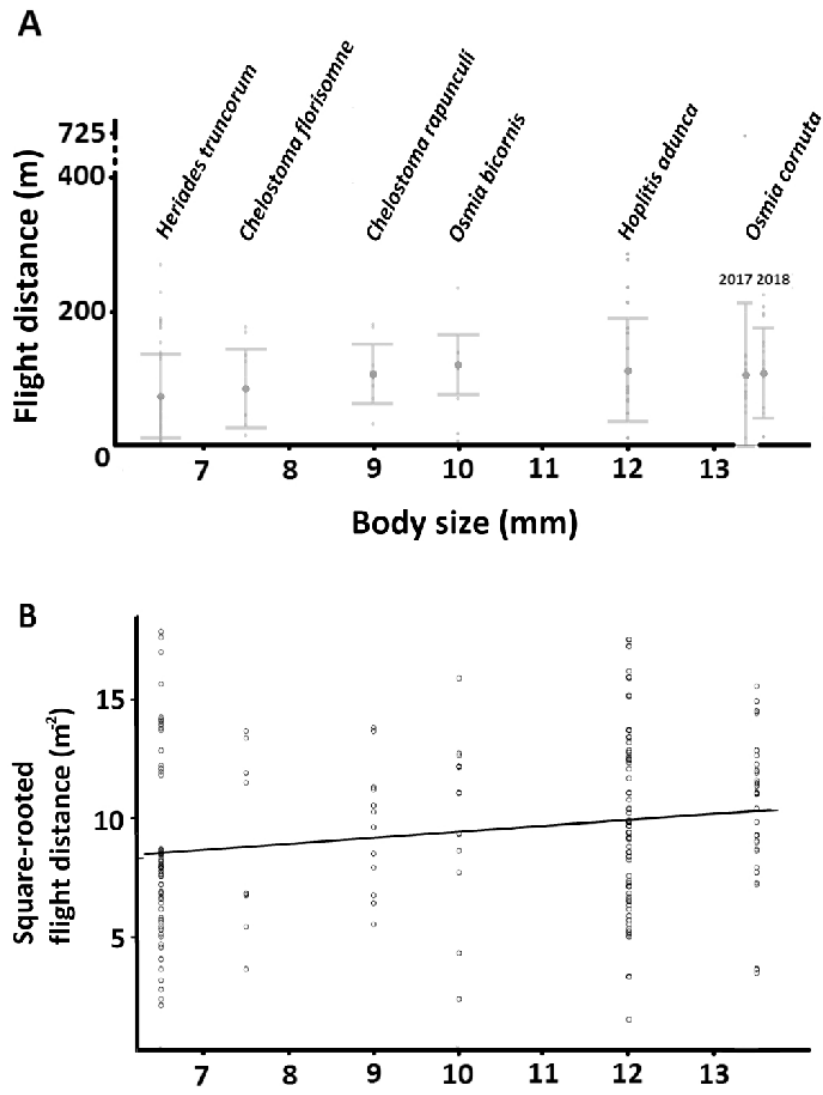 A
Heriades truncorum
Chelostoma florisomne
Chelostoma rapunculi
Osmia bicornis
Hoplitis adunca
Osmia cornuta
725
400
200
0
2017 2018
Flight distance (m)
7 8 9 10 11 12 13
Body size (mm)
B
15
10
5
Square-rooted
flight distance (m⁻²)
7 8 9 10 11 12 13